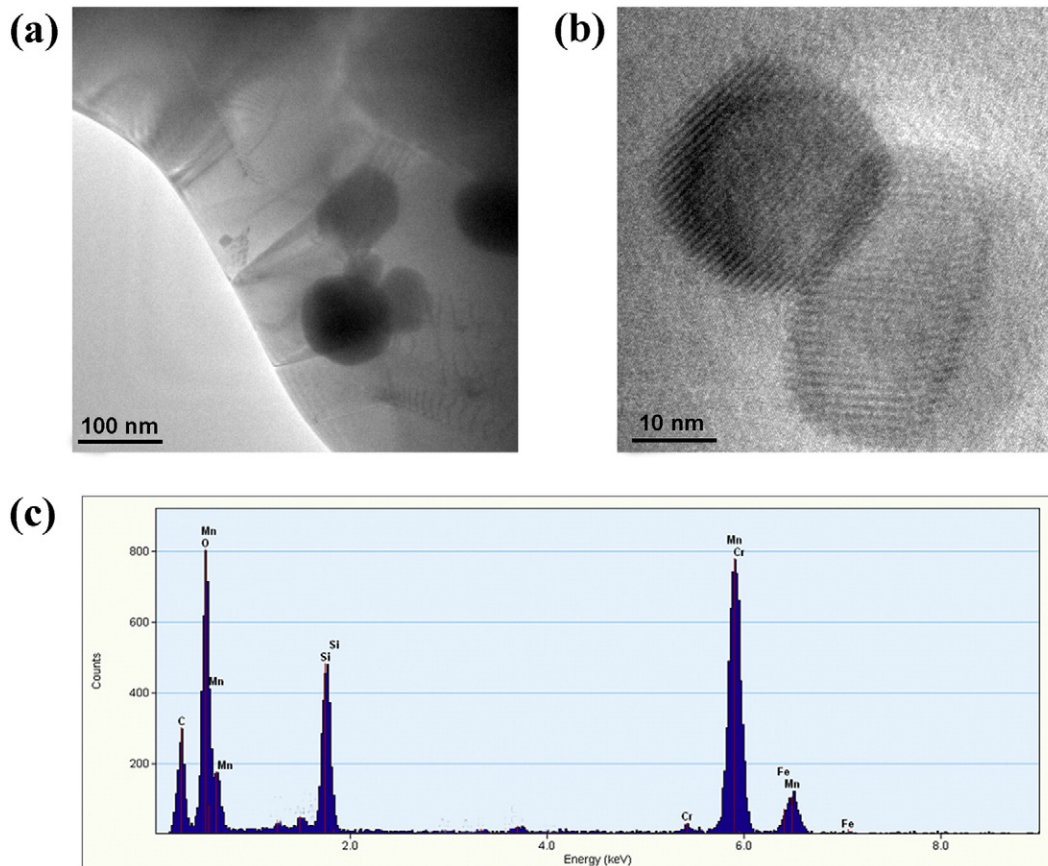 (a)
(b)
100 nm
10 nm
(c)
Mn
O
Mn
Mn
C
Si
Si
Mn
Cr
Fe
Mn
Cr
Fe
800
600
400
200
Counts
2.0 4.0 6.0 8.0
Energy (keV)